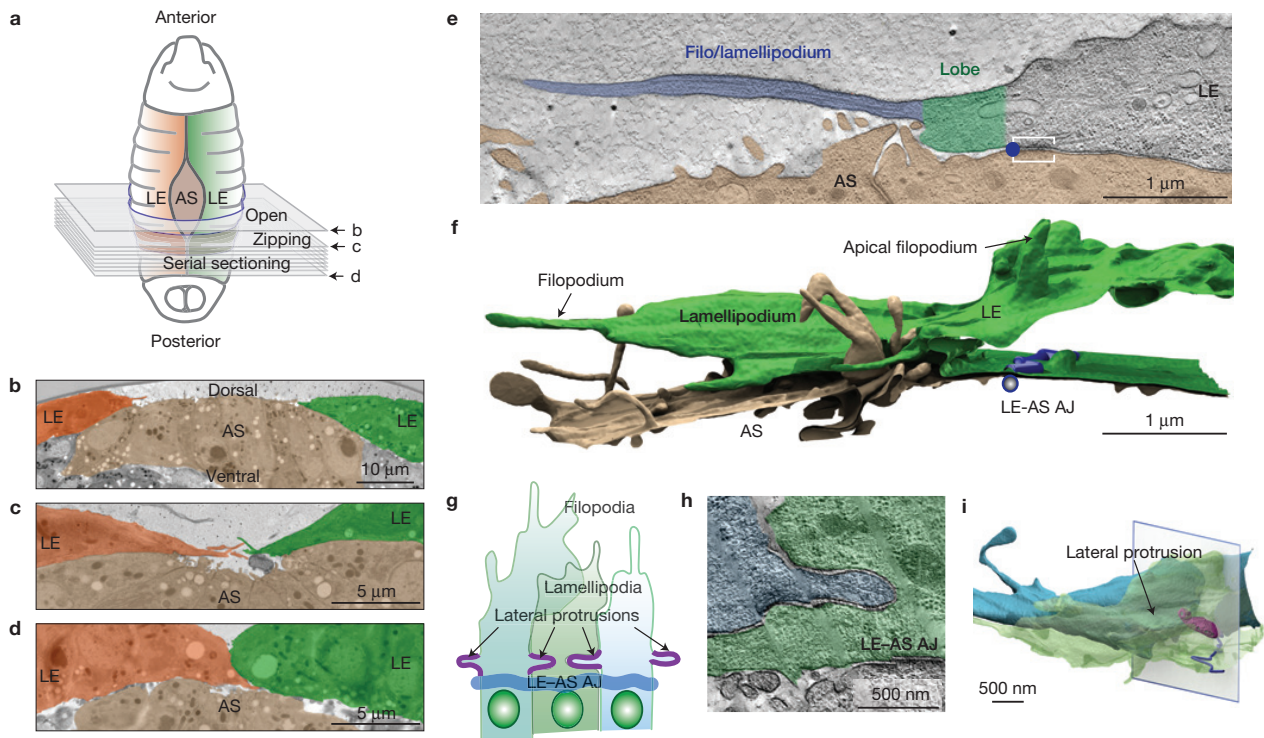 a
Anterior
LE AS LE
Open
b
Zipping
c
Serial sectioning
d
Posterior
b
Dorsal
LE
AS
LE
Ventral
10 µm
c
LE
LE
AS
5 µm
d
LE
LE
AS
5 µm
e
Filo/lamellipodium
Lobe
LE
AS
1 µm
f
Apical filopodium
Filopodium
Lamellipodium
LE
LE-AS AJ
AS
1 µm
g
Filopodia
Lamellipodia
Lateral protrusions
LE–AS AJ
h
LE–AS AJ
500 nm
i
Lateral protrusion
500 nm